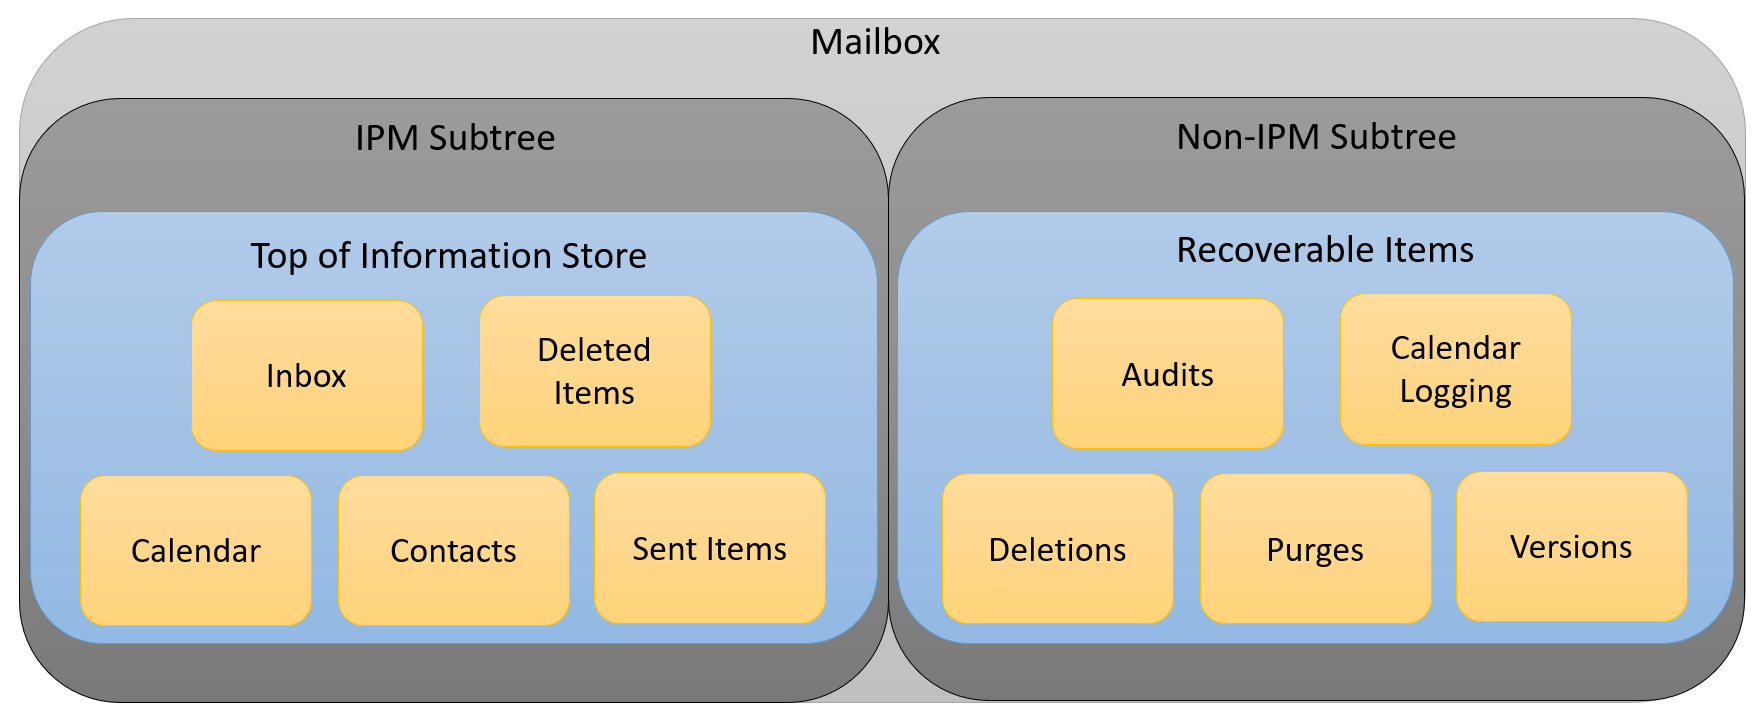 Mailbox
IPM Subtree
Top of Information Store
Inbox
Deleted
Items
Calendar
Contacts
Sent Items
Non-IPM Subtree
Recoverable Items
Audits
Calendar
Logging
Deletions
Purges
Versions